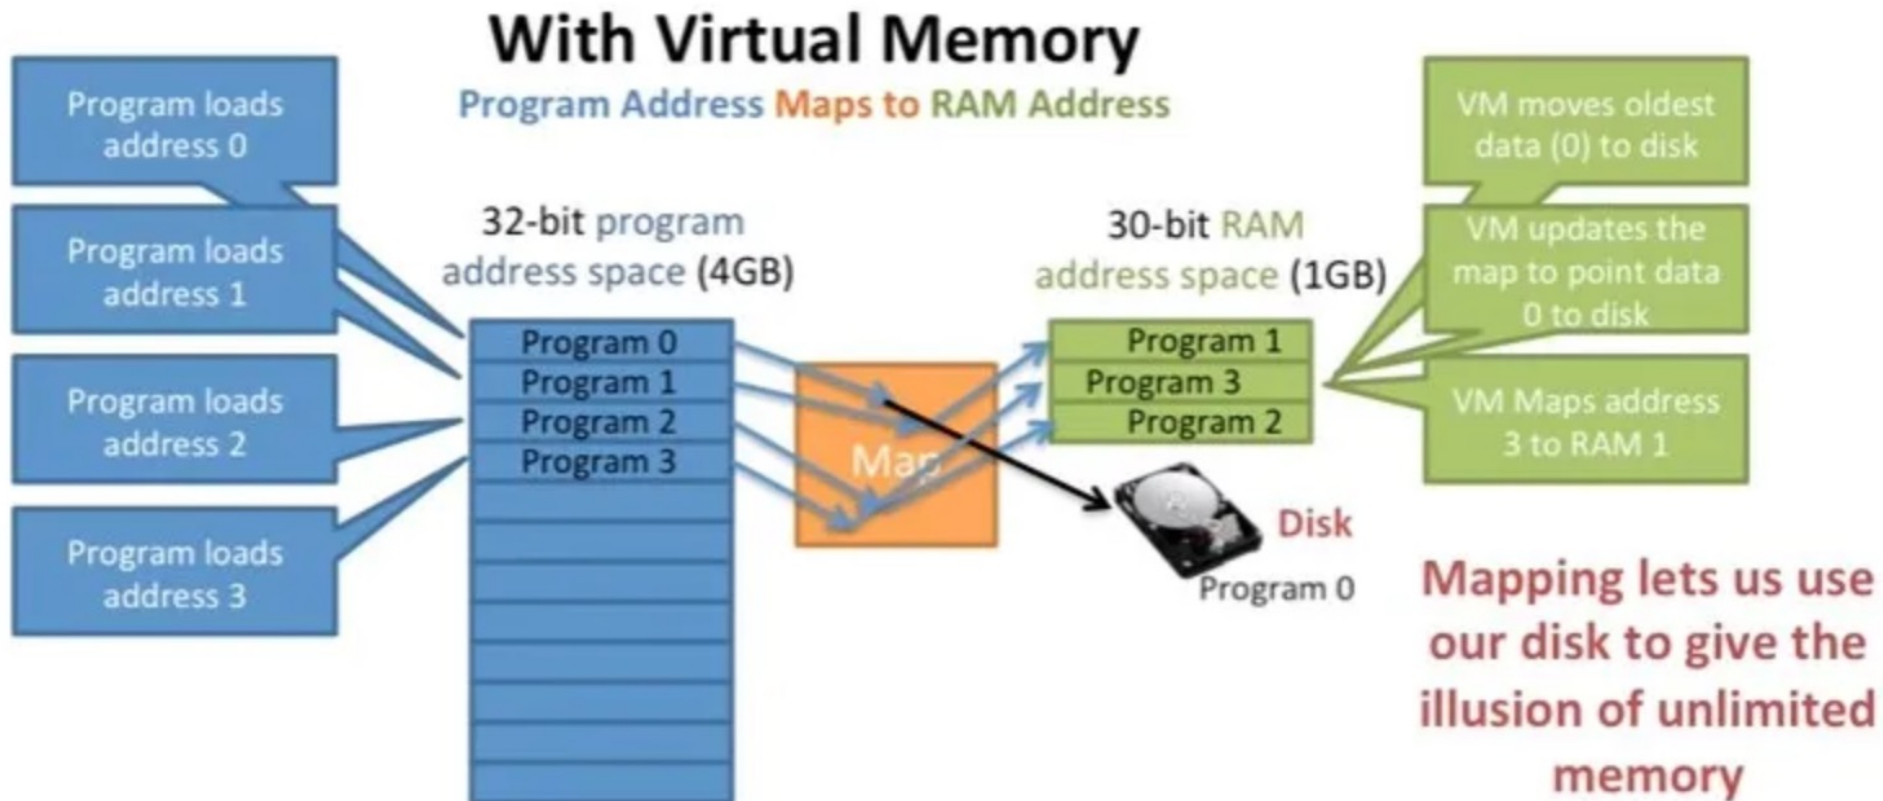 With Virtual Memory
Program Address Maps to RAM Address
Program loads
address 0
Program loads
address 1
Program loads
address 2
Program loads
address 3
32-bit program
address space (4GB)
Program 0
Program 1
Program 2
Program 3
Map
30-bit RAM
address space (1GB)
Program 1
Program 3
Program 2
Disk
Program 0
VM moves oldest
data (0) to disk
VM updates the
map to point data
0 to disk
VM Maps address
3 to RAM 1
Mapping lets us use
our disk to give the
illusion of unlimited
memory